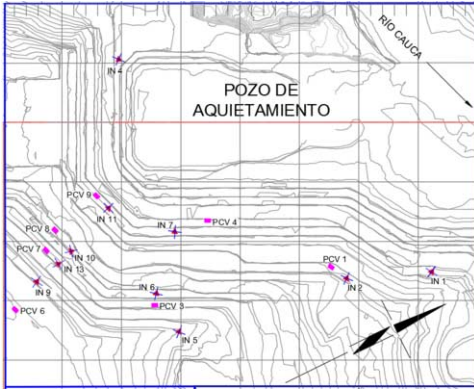 RÍO CAUCA
IN 4
POZO DE
AQUIETAMIENTO
PCV 9
IN 11
PCV 4
IN 7
PCV 8
PCV 7
IN 10
IN 13
PCV 1
IN 1
IN 2
IN 9
IN 6
PCV 3
PCV 6
IN 5